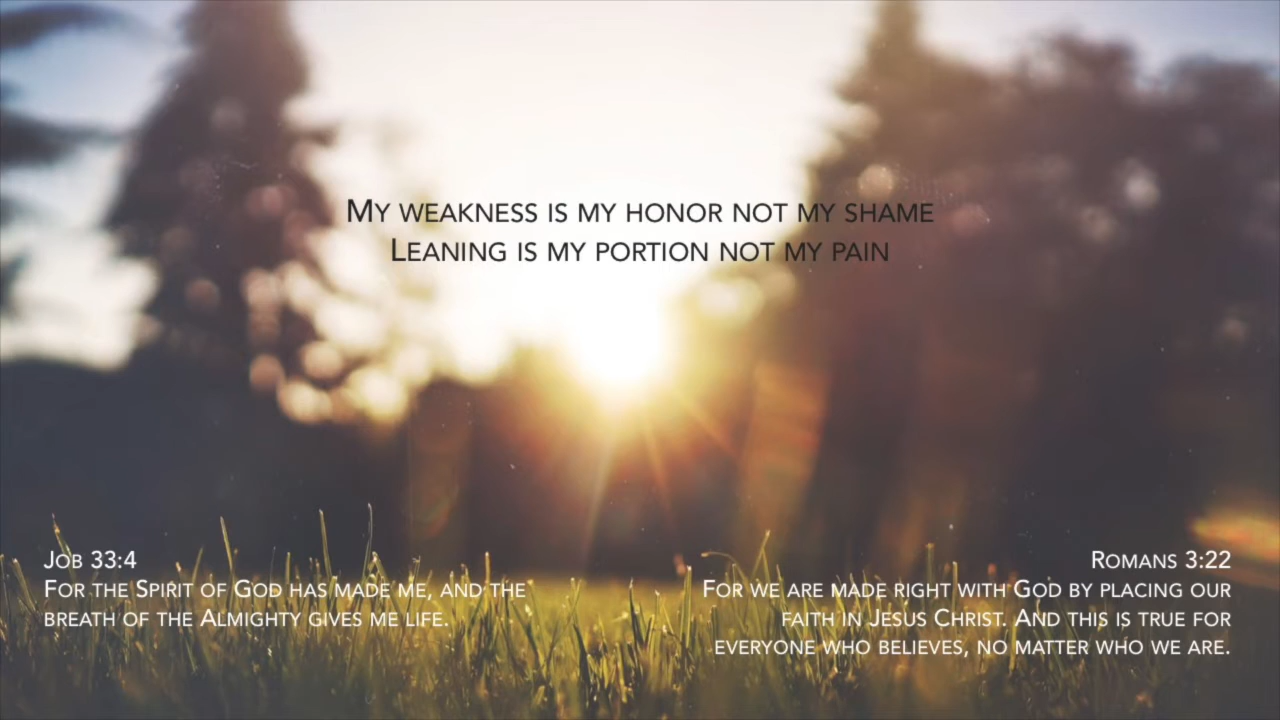 My weakness is my honor not my shame
Leaning is my portion not my pain
Job 33:4
For the Spirit of God has made me, and the
breath of the Almighty gives me life.
Romans 3:22
For we are made right with God by placing our
faith in Jesus Christ. And this is true for
everyone who believes, no matter who we are.